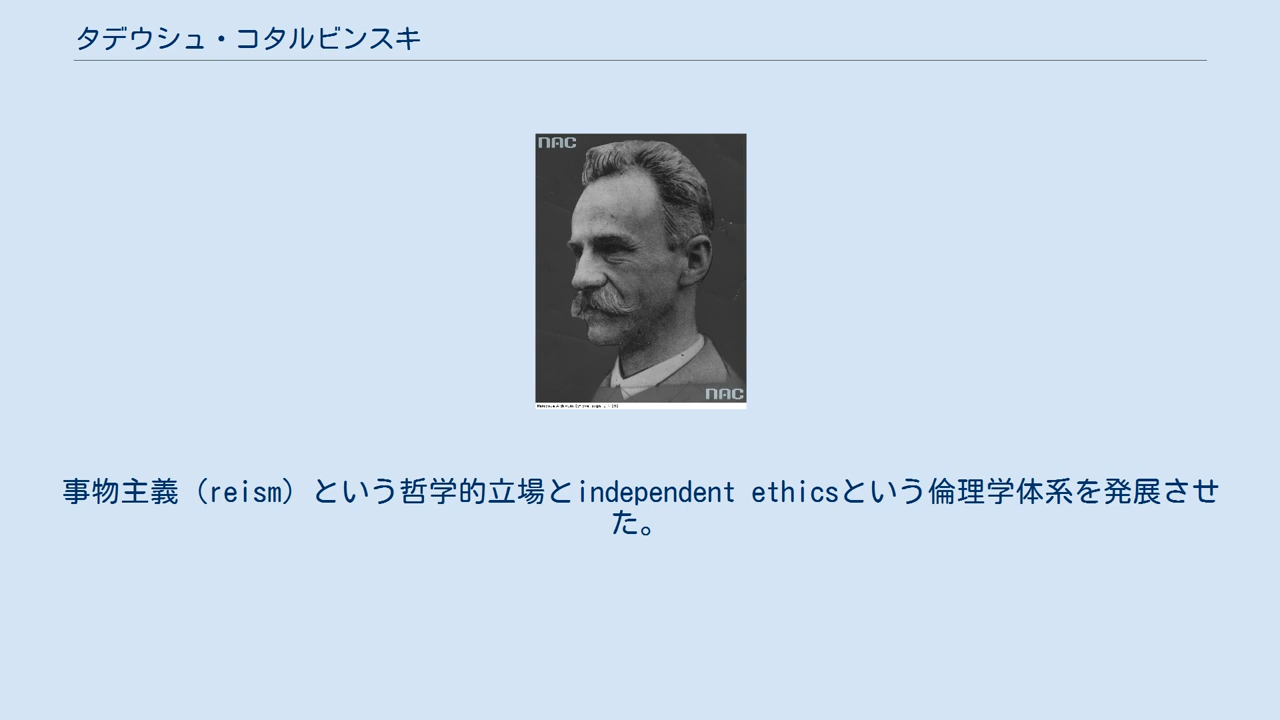 タデウシュ・コタルビンスキ
NAC
NAC
事物主義（reism）という哲学的立場とindependent ethicsという倫理学体系を発展させ
た。